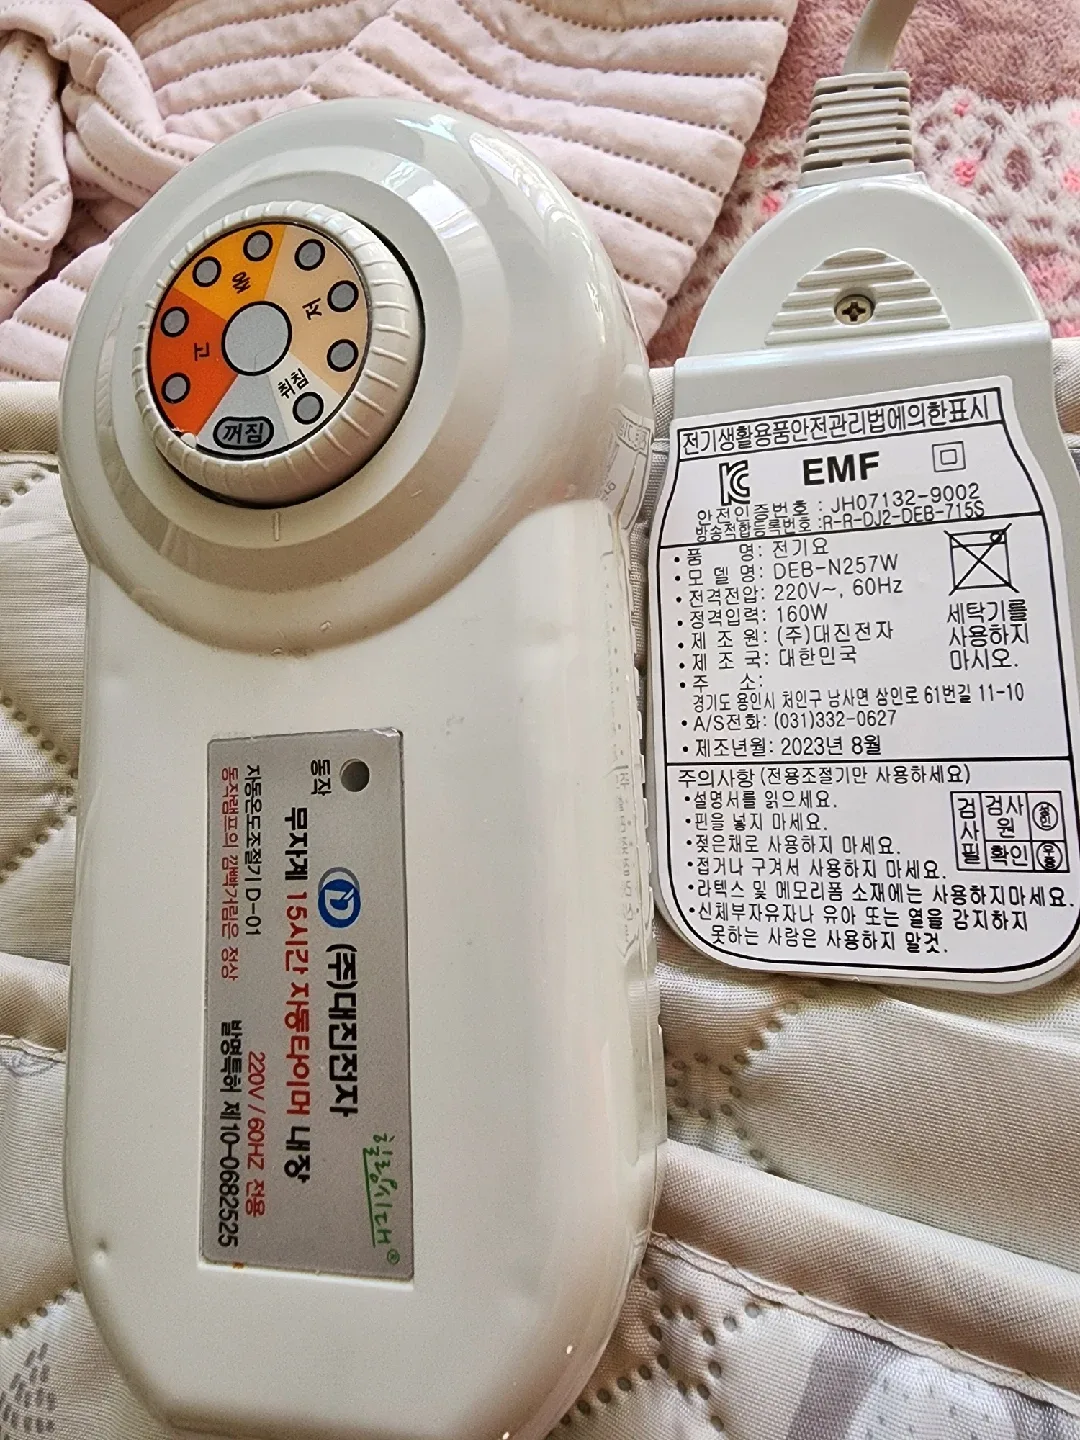 저
중
고
취침
꺼짐
동작
(주)대진전자
무자계 15시간 자동타이머 내장
자동온도조절기 D-01
220V / 60HZ 전용
동작램프의 깜빡거림은 정상
발명특허 제10-0682525
힐링시대®
전기생활용품안전관리법에의한표시
EMF
안전인증번호 : JH07132-9002
방송적합등록번호 :R-R-DJ2-DEB-715S
• 품 명: 전기요
• 모 델 명: DEB-N257W
• 전격전압: 220V~, 60Hz
• 정격입력: 160W
• 제 조 원: (주)대진전자
• 제 조 국: 대한민국
• 주 소:
경기도 용인시 처인구 남사면 삼인로 61번길 11-10
• A/S전화: (031)332-0627
• 제조년월: 2023년 8월
세탁기를
사용하지
마시오.
주의사항 (전용조절기만 사용하세요)
•설명서를 읽으세요.
•핀을 넣지 마세요.
•젖은채로 사용하지 마세요.
•접거나 구겨서 사용하지 마세요.
•라텍스 및 메모리폼 소재에는 사용하지마세요.
•신체부자유자나 유아 또는 열을 감지하지
못하는 사람은 사용하지 말것.
검사필
검사원
확인